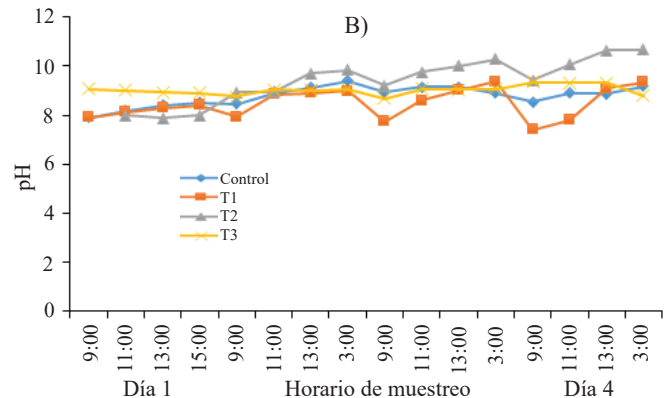 B)
12
10
8
6
4
2
0
pH
Control
T1
T2
T3
9:00 11:00 13:00 15:00 9:00 11:00 13:00 3:00 9:00 11:00 13:00 3:00 9:00 11:00 13:00 3:00
Día 1 Horario de muestreo Día 4